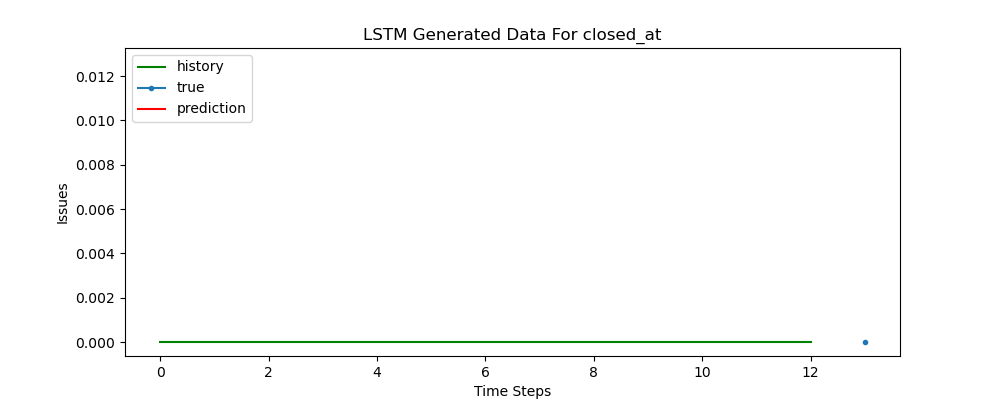 LSTM Generated Data For closed_at
history
true
prediction
0.012
0.010
0.008
0.006
0.004
0.002
0.000
Issues
0 2 4 6 8 10 12
Time Steps